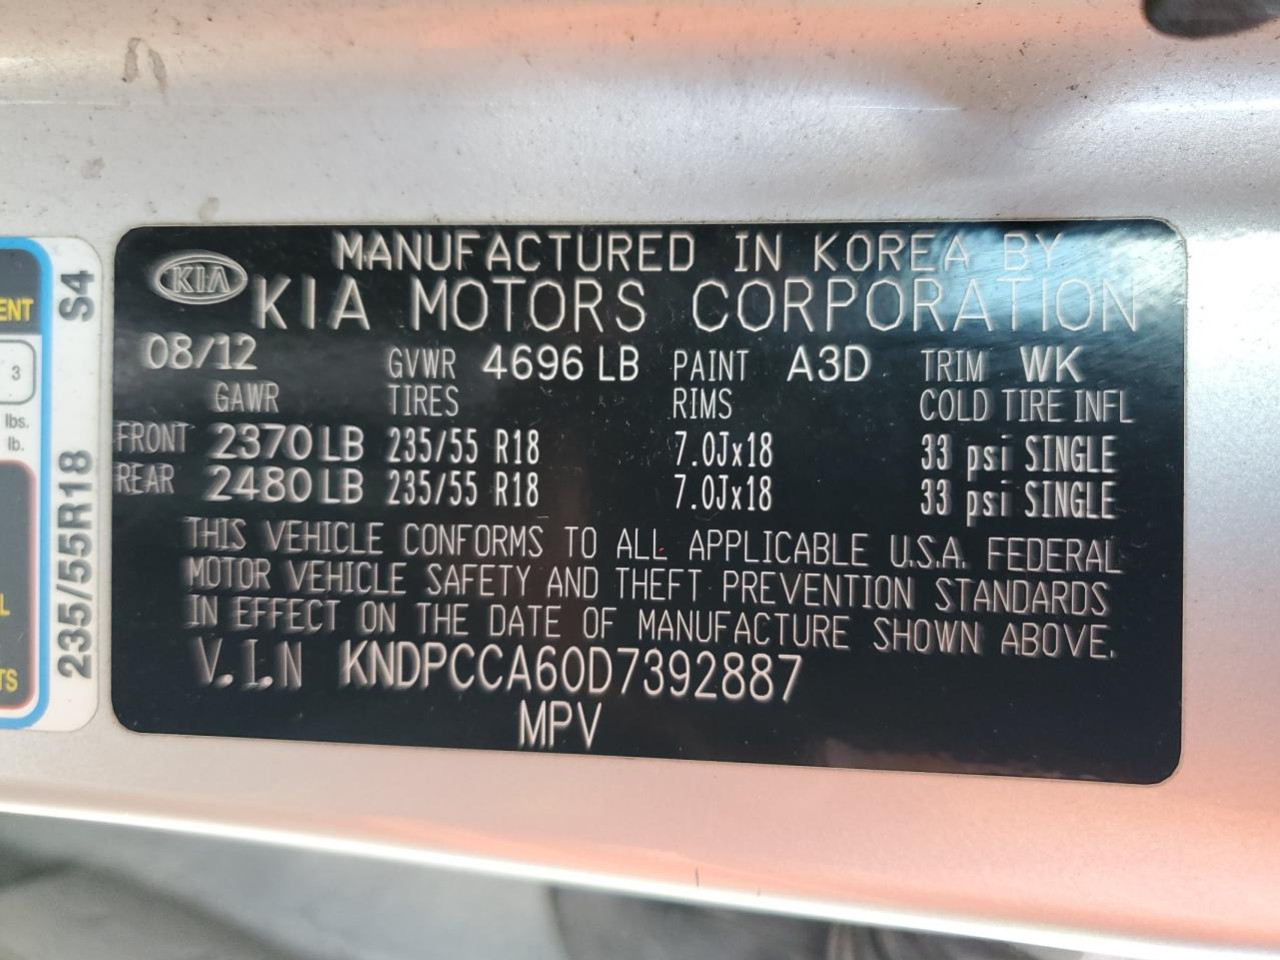 MANUFACTURED IN KOREA BY
KIA
KIA MOTORS CORPORATION
08/12 GVWR 4696 LB PAINT A3D TRIM WK
GAWR TIRES RIMS COLD TIRE INFL
FRONT 2370 LB 235/55 R18 7.0Jx18 33 psi SINGLE
REAR 2480 LB 235/55 R18 7.0Jx18 33 psi SINGLE
THIS VEHICLE CONFORMS TO ALL APPLICABLE U.S.A. FEDERAL
MOTOR VEHICLE SAFETY AND THEFT PREVENTION STANDARDS
IN EFFECT ON THE DATE OF MANUFACTURE SHOWN ABOVE.
V.I.N KNDPCCA60D7392887
MPV
235/55R18 S4
3
lbs.
lb.